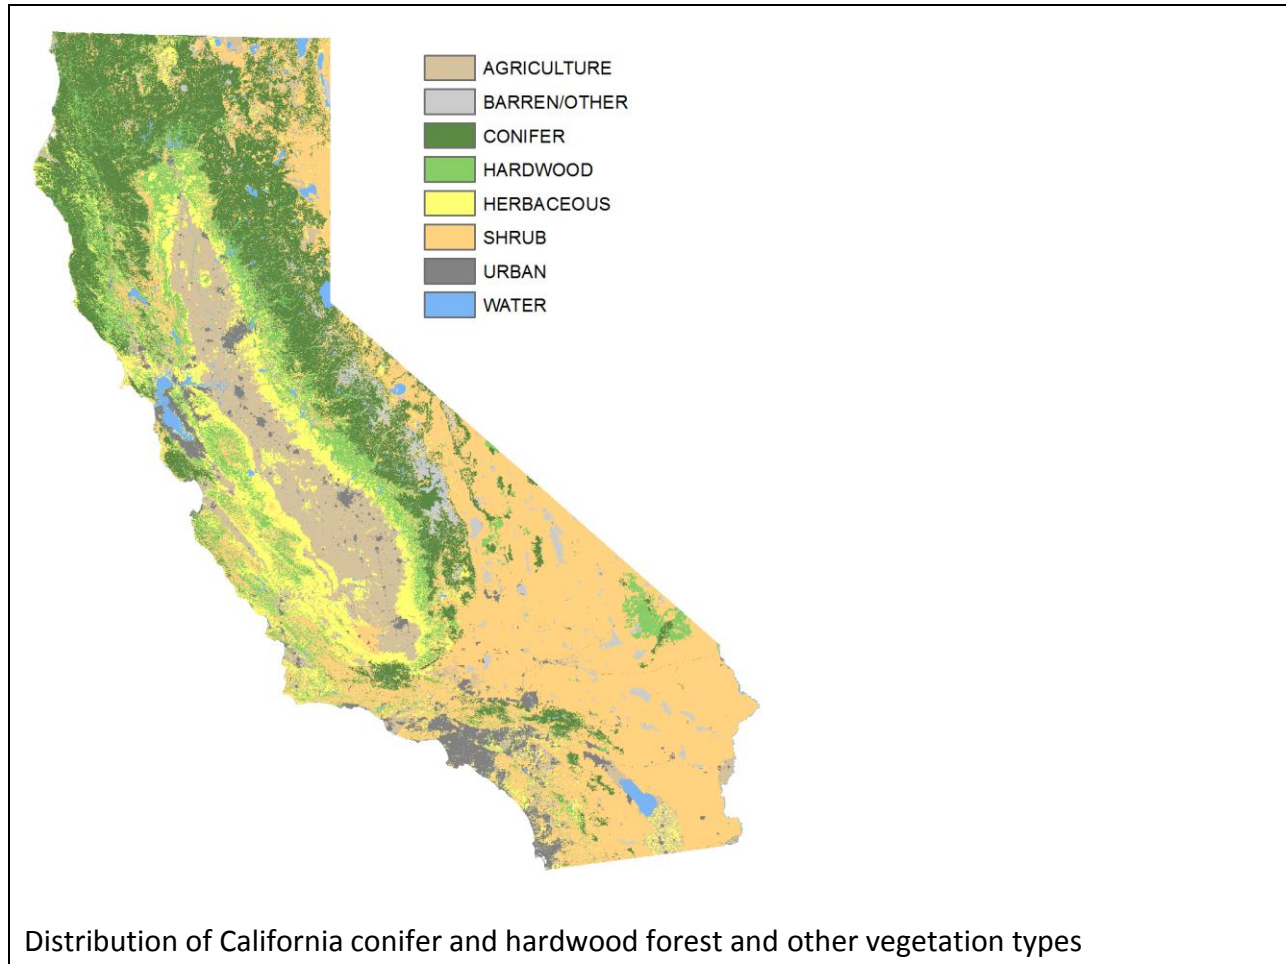 AGRICULTURE
BARREN/OTHER
CONIFER
HARDWOOD
HERBACEOUS
SHRUB
URBAN
WATER
Distribution of California conifer and hardwood forest and other vegetation types